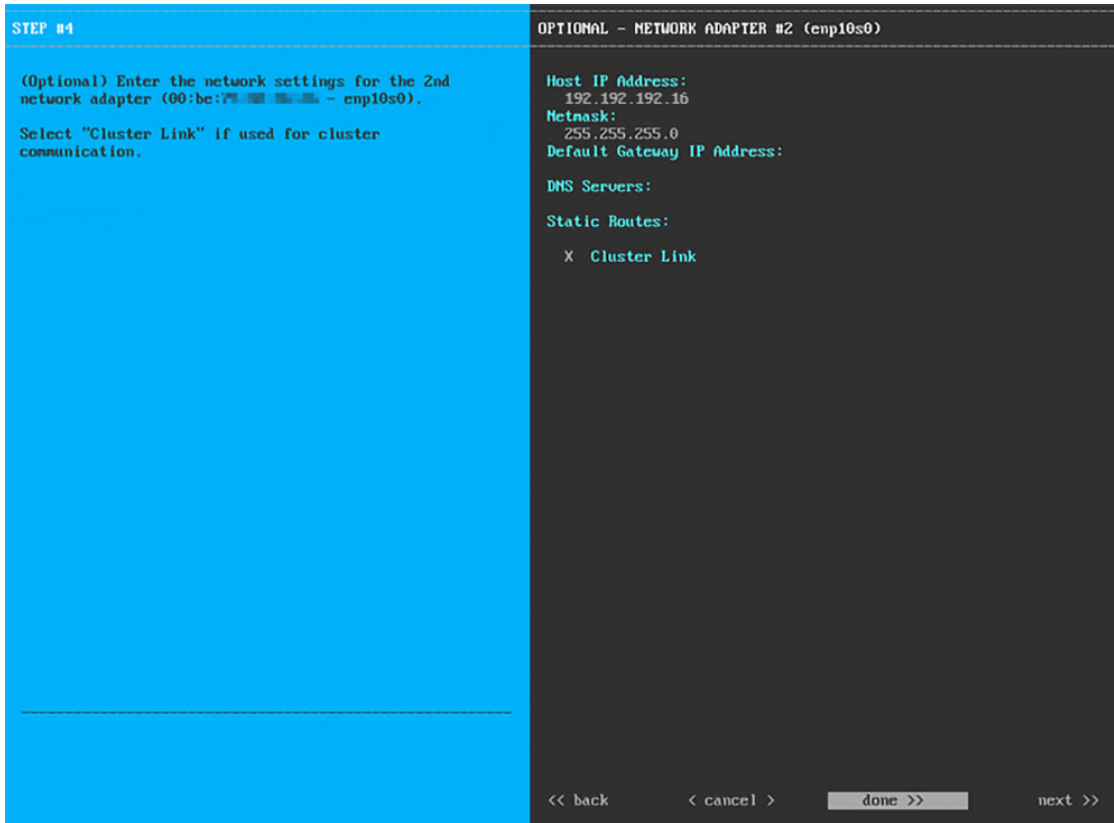 STEP #4
(Optional) Enter the network settings for the 2nd
network adapter (00:be: - enp10s0).
Select "Cluster Link" if used for cluster
communication.
OPTIONAL - NETWORK ADAPTER #2 (enp10s0)
Host IP Address:
192.192.192.16
Netmask:
255.255.255.0
Default Gateway IP Address:
DNS Servers:
Static Routes:
X Cluster Link
<< back < cancel > done >> next >>